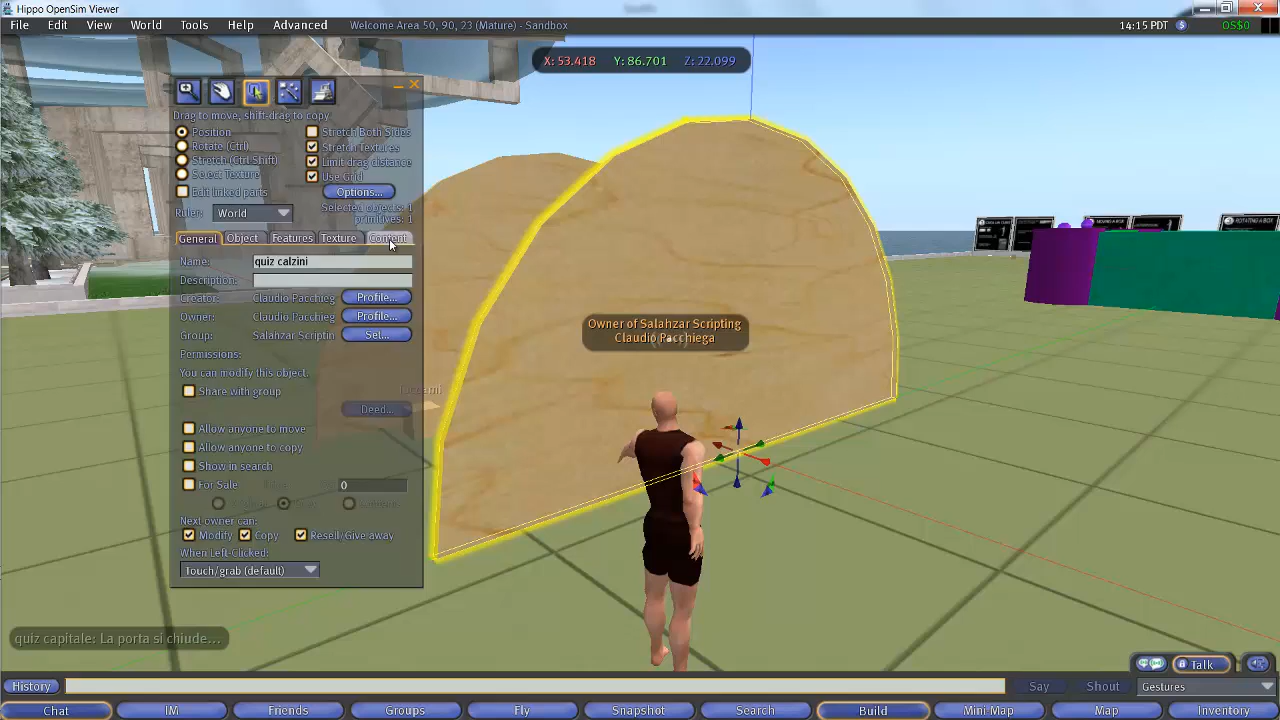 Hippo OpenSim Viewer
File Edit View World Tools Help Advanced Welcome Area 50, 90, 23 (Mature) - Sandbox 14:15 PDT OS$0
X: 53.418 Y: 86.701 Z: 22.099
Drag to move, shift-drag to copy
Position
Rotate (Ctrl)
Stretch (Ctrl Shift)
Select Texture
Edit linked parts
Stretch Both Sides
Stretch Textures
Limit drag distance
Use Grid
Options...
Ruler: World
Selected objects: 1
primitives: 1
General Object Features Texture Content
Name: quiz calzini
Description:
Creator: Claudio Pacchieg Profile...
Owner: Claudio Pacchieg Profile...
Group: Salahzar Scriptin Set...
Permissions:
You can modify this object.
Share with group
Deed...
Allow anyone to move
Allow anyone to copy
Show in search
For Sale 0
Next owner can:
Modify Copy Resell/Give away
When Left-Clicked:
Touch/grab (default)
Owner of Salahzar Scripting
Claudio Pacchiega
quiz capitale: La porta si chiude...
Talk
History Say Shout Gestures
Chat IM Friends Groups Fly Snapshot Search Build Mini-Map Map Inventory